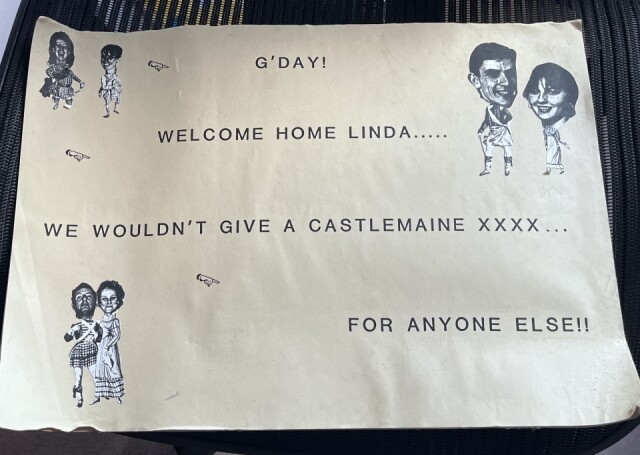 G'DAY!
WELCOME HOME LINDA.....
WE WOULDN'T GIVE A CASTLEMAINE XXXX...
FOR ANYONE ELSE!!